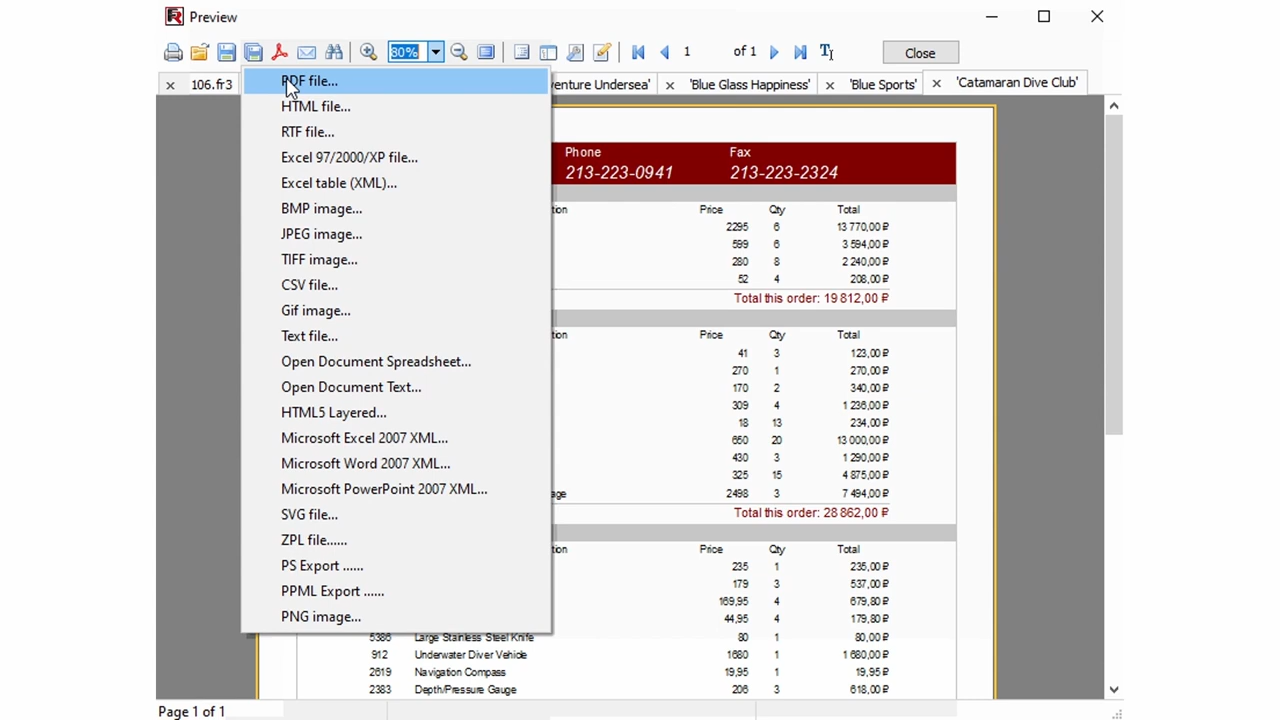 Preview
80%
1 of 1
Close
106.fr3
venture Undersea'
'Blue Glass Happiness'
'Blue Sports'
'Catamaran Dive Club'
PDF file...
HTML file...
RTF file...
Excel 97/2000/XP file...
Excel table (XML)...
BMP image...
JPEG image...
TIFF image...
CSV file...
Gif image...
Text file...
Open Document Spreadsheet...
Open Document Text...
HTML5 Layered...
Microsoft Excel 2007 XML...
Microsoft Word 2007 XML...
Microsoft PowerPoint 2007 XML...
SVG file...
ZPL file......
PS Export ......
PPML Export ......
PNG image...
Phone Fax
213-223-0941 213-223-2324
tion Price Qty Total
2295 6 13 770,00 ₽
599 6 3 594,00 ₽
280 8 2 240,00 ₽
52 4 208,00 ₽
Total this order: 19 812,00 ₽
Price Qty Total
41 3 123,00 ₽
270 1 270,00 ₽
170 2 340,00 ₽
309 4 1 236,00 ₽
18 13 234,00 ₽
650 20 13 000,00 ₽
430 3 1 290,00 ₽
325 15 4 875,00 ₽
age 2498 3 7 494,00 ₽
Total this order: 28 862,00 ₽
tion Price Qty Total
235 1 235,00 ₽
179 3 537,00 ₽
169,95 4 679,80 ₽
44,95 4 179,80 ₽
5386 Large Stainless Steel Knife 80 1 80,00 ₽
912 Underwater Diver Vehicle 1680 1 1 680,00 ₽
2619 Navigation Compass 19,95 1 19,95 ₽
2383 Depth/Pressure Gauge 206 3 618,00 ₽
Page 1 of 1